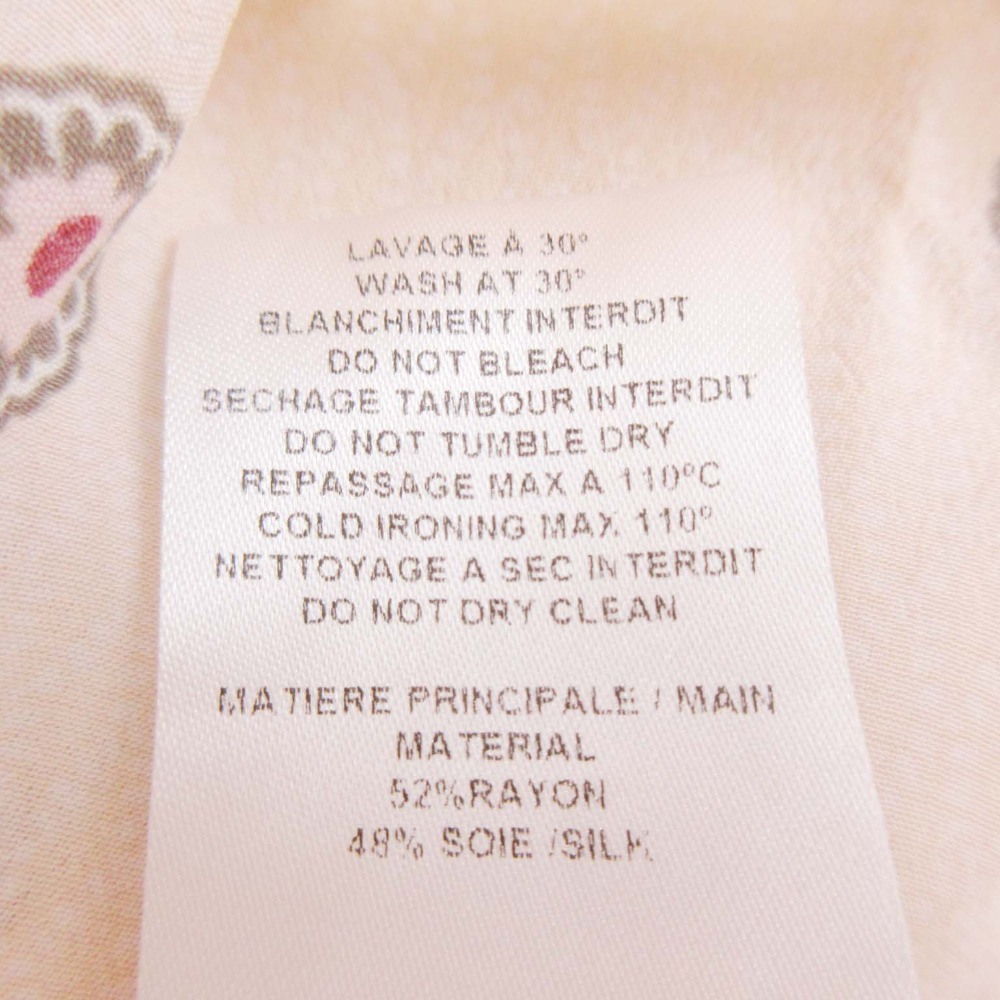 LAVAGE À 30°
WASH AT 30°
BLANCHIMENT INTERDIT
DO NOT BLEACH
SECHAGE TAMBOUR INTERDIT
DO NOT TUMBLE DRY
REPASSAGE MAX A 110°C
COLD IRONING MAX 110°
NETTOYAGE A SEC INTERDIT
DO NOT DRY CLEAN
MATIERE PRINCIPALE / MAIN
MATERIAL
52%RAYON
48% SOIE /SILK